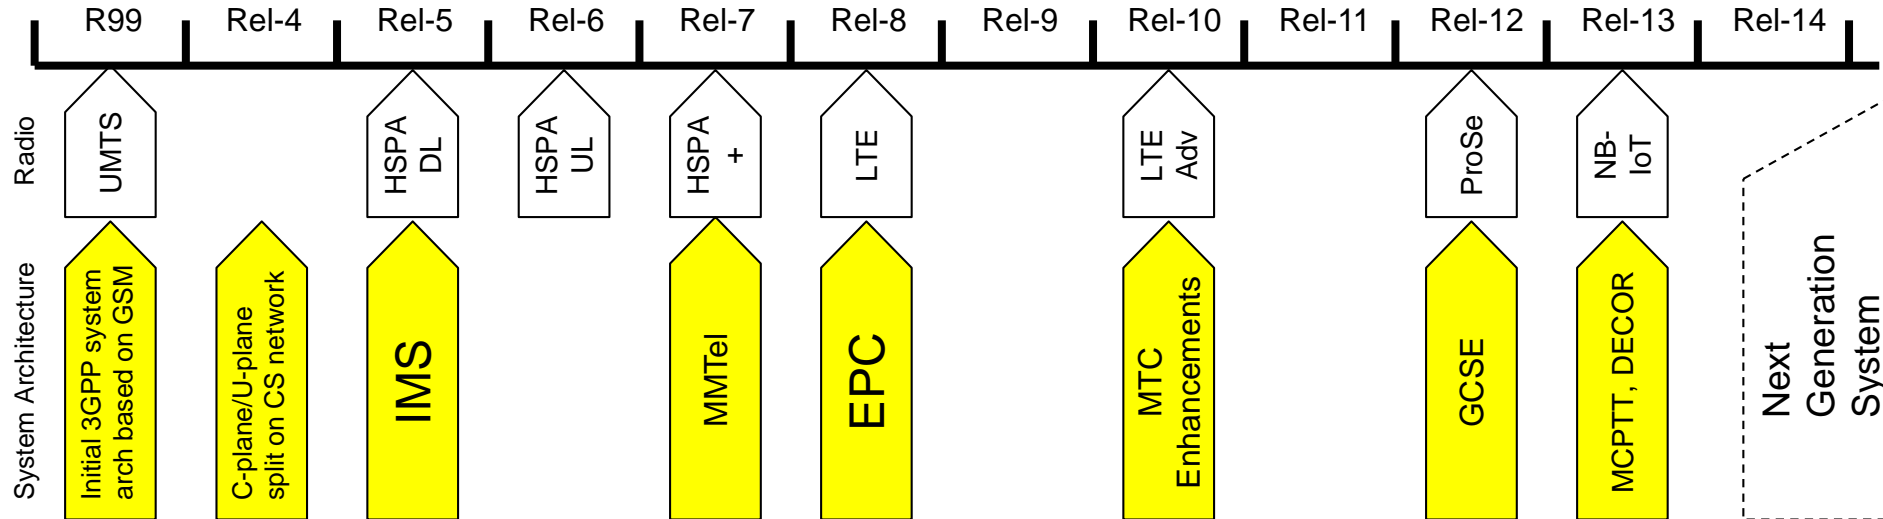 R99 Rel-4 Rel-5 Rel-6 Rel-7 Rel-8 Rel-9 Rel-10 Rel-11 Rel-12 Rel-13 Rel-14
Radio
UMTS
HSPA
DL
HSPA
UL
HSPA
+
LTE
LTE
Adv
ProSe
NB-
IoT
System Architecture
Initial 3GPP system
arch based on GSM
C-plane/U-plane
split on CS network
IMS
MMTel
EPC
MTC
Enhancements
GCSE
MCPTT, DECOR
Next
Generation
System